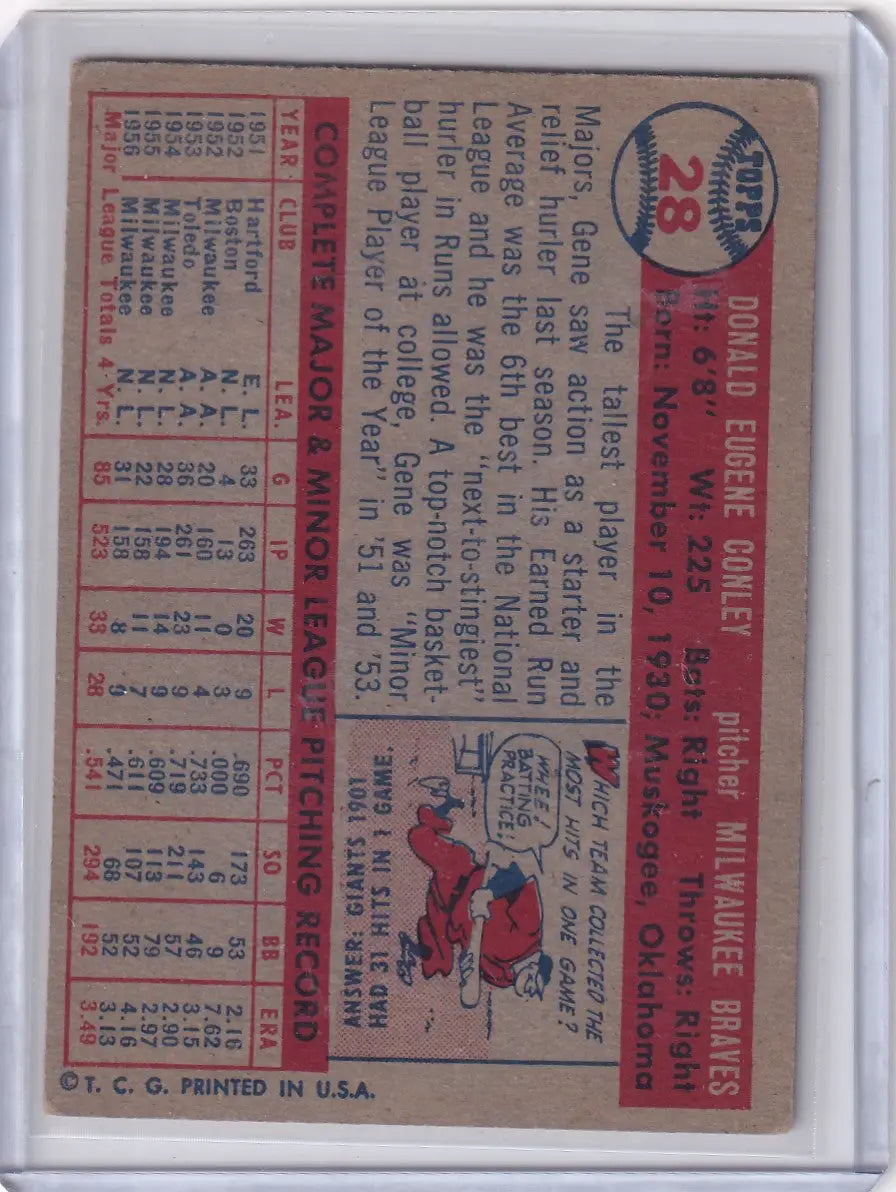 TOPPS
28
DONALD EUGENE CONLEY pitcher MILWAUKEE BRAVES
Ht: 6'8" Wt: 225 Bats: Right Throws: Right
Born: November 10, 1930; Muskogee, Oklahoma
The tallest player in the
Majors, Gene saw action as a starter and
relief hurler last season. His Earned Run
Average was the 6th best in the National
League and he was the "next-to-stingiest"
hurler in Runs allowed. A top-notch basket-
ball player at college, Gene was "Minor
League Player of the Year" in '51 and '53.
WHICH TEAM COLLECTED THE
MOST HITS IN ONE GAME?
WHEE!
BATTING
PRACTICE!
ANSWER: GIANTS 1901
HAD 31 HITS IN 1 GAME.
COMPLETE MAJOR & MINOR LEAGUE PITCHING RECORD
YEAR CLUB LEA. G IP W L PCT SO BB ERA
1951 Hartford E. L. 33 263 20 9 .690 173 53 2.16
1952 Boston N. L. 4 13 0 3 .000 6 9 7.62
1952 Milwaukee A. A. 20 160 11 4 .733 143 46 3.15
1953 Toledo A. A. 36 261 23 9 .719 211 57 2.90
1954 Milwaukee N. L. 28 194 14 9 .609 113 79 2.97
1955 Milwaukee N. L. 22 158 11 7 .611 107 52 4.16
1956 Milwaukee N. L. 31 158 8 9 .471 68 52 3.13
Major League Totals 4 Yrs. 85 523 33 28 .541 294 192 3.49
© T. C. G. PRINTED IN U.S.A.